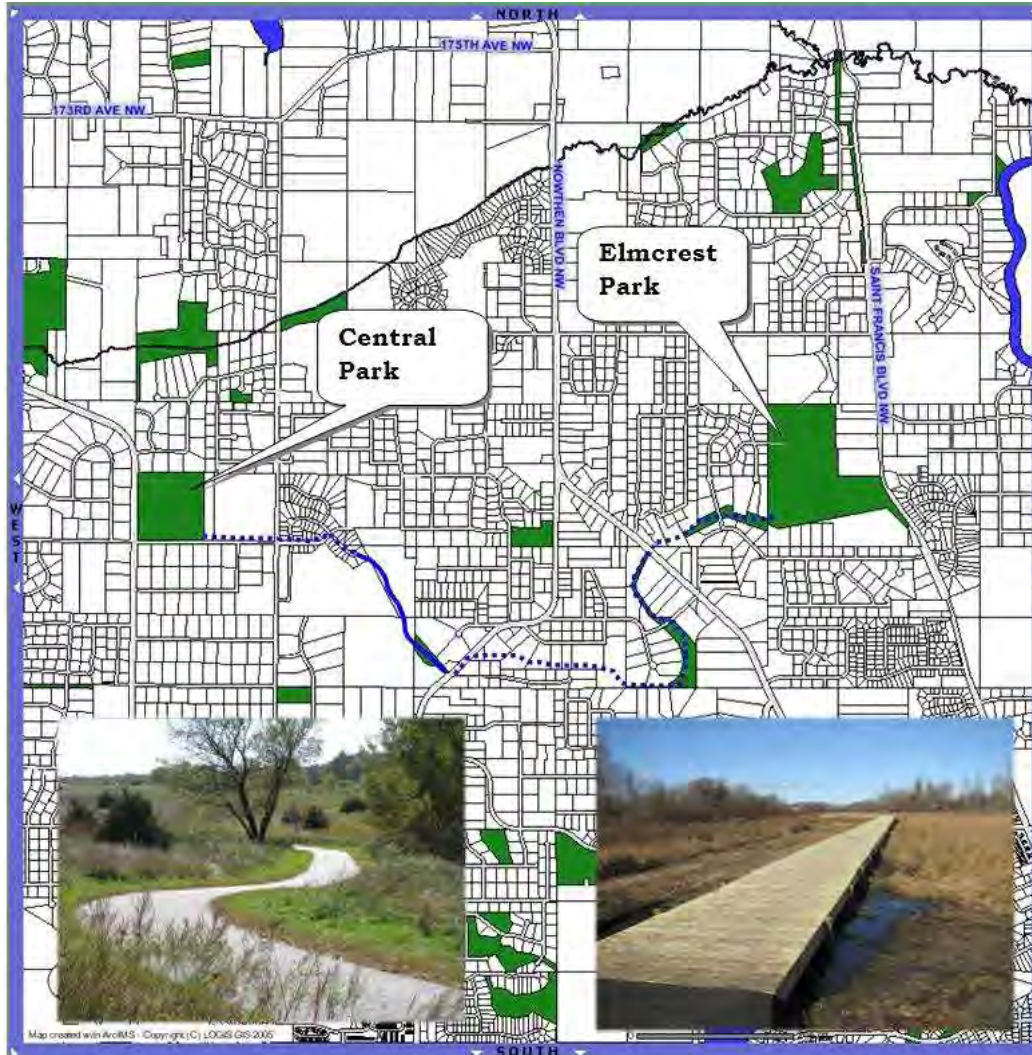 NORTH
175TH AVE NW
173RD AVE NW
NOWTHEN BLVD NW
Elmcrest
Park
SAINT FRANCIS BLVD NW
Central
Park
WEST
Map created with ArcIMS - Copyright (C) LOGIS GIS 2005
SOUTH